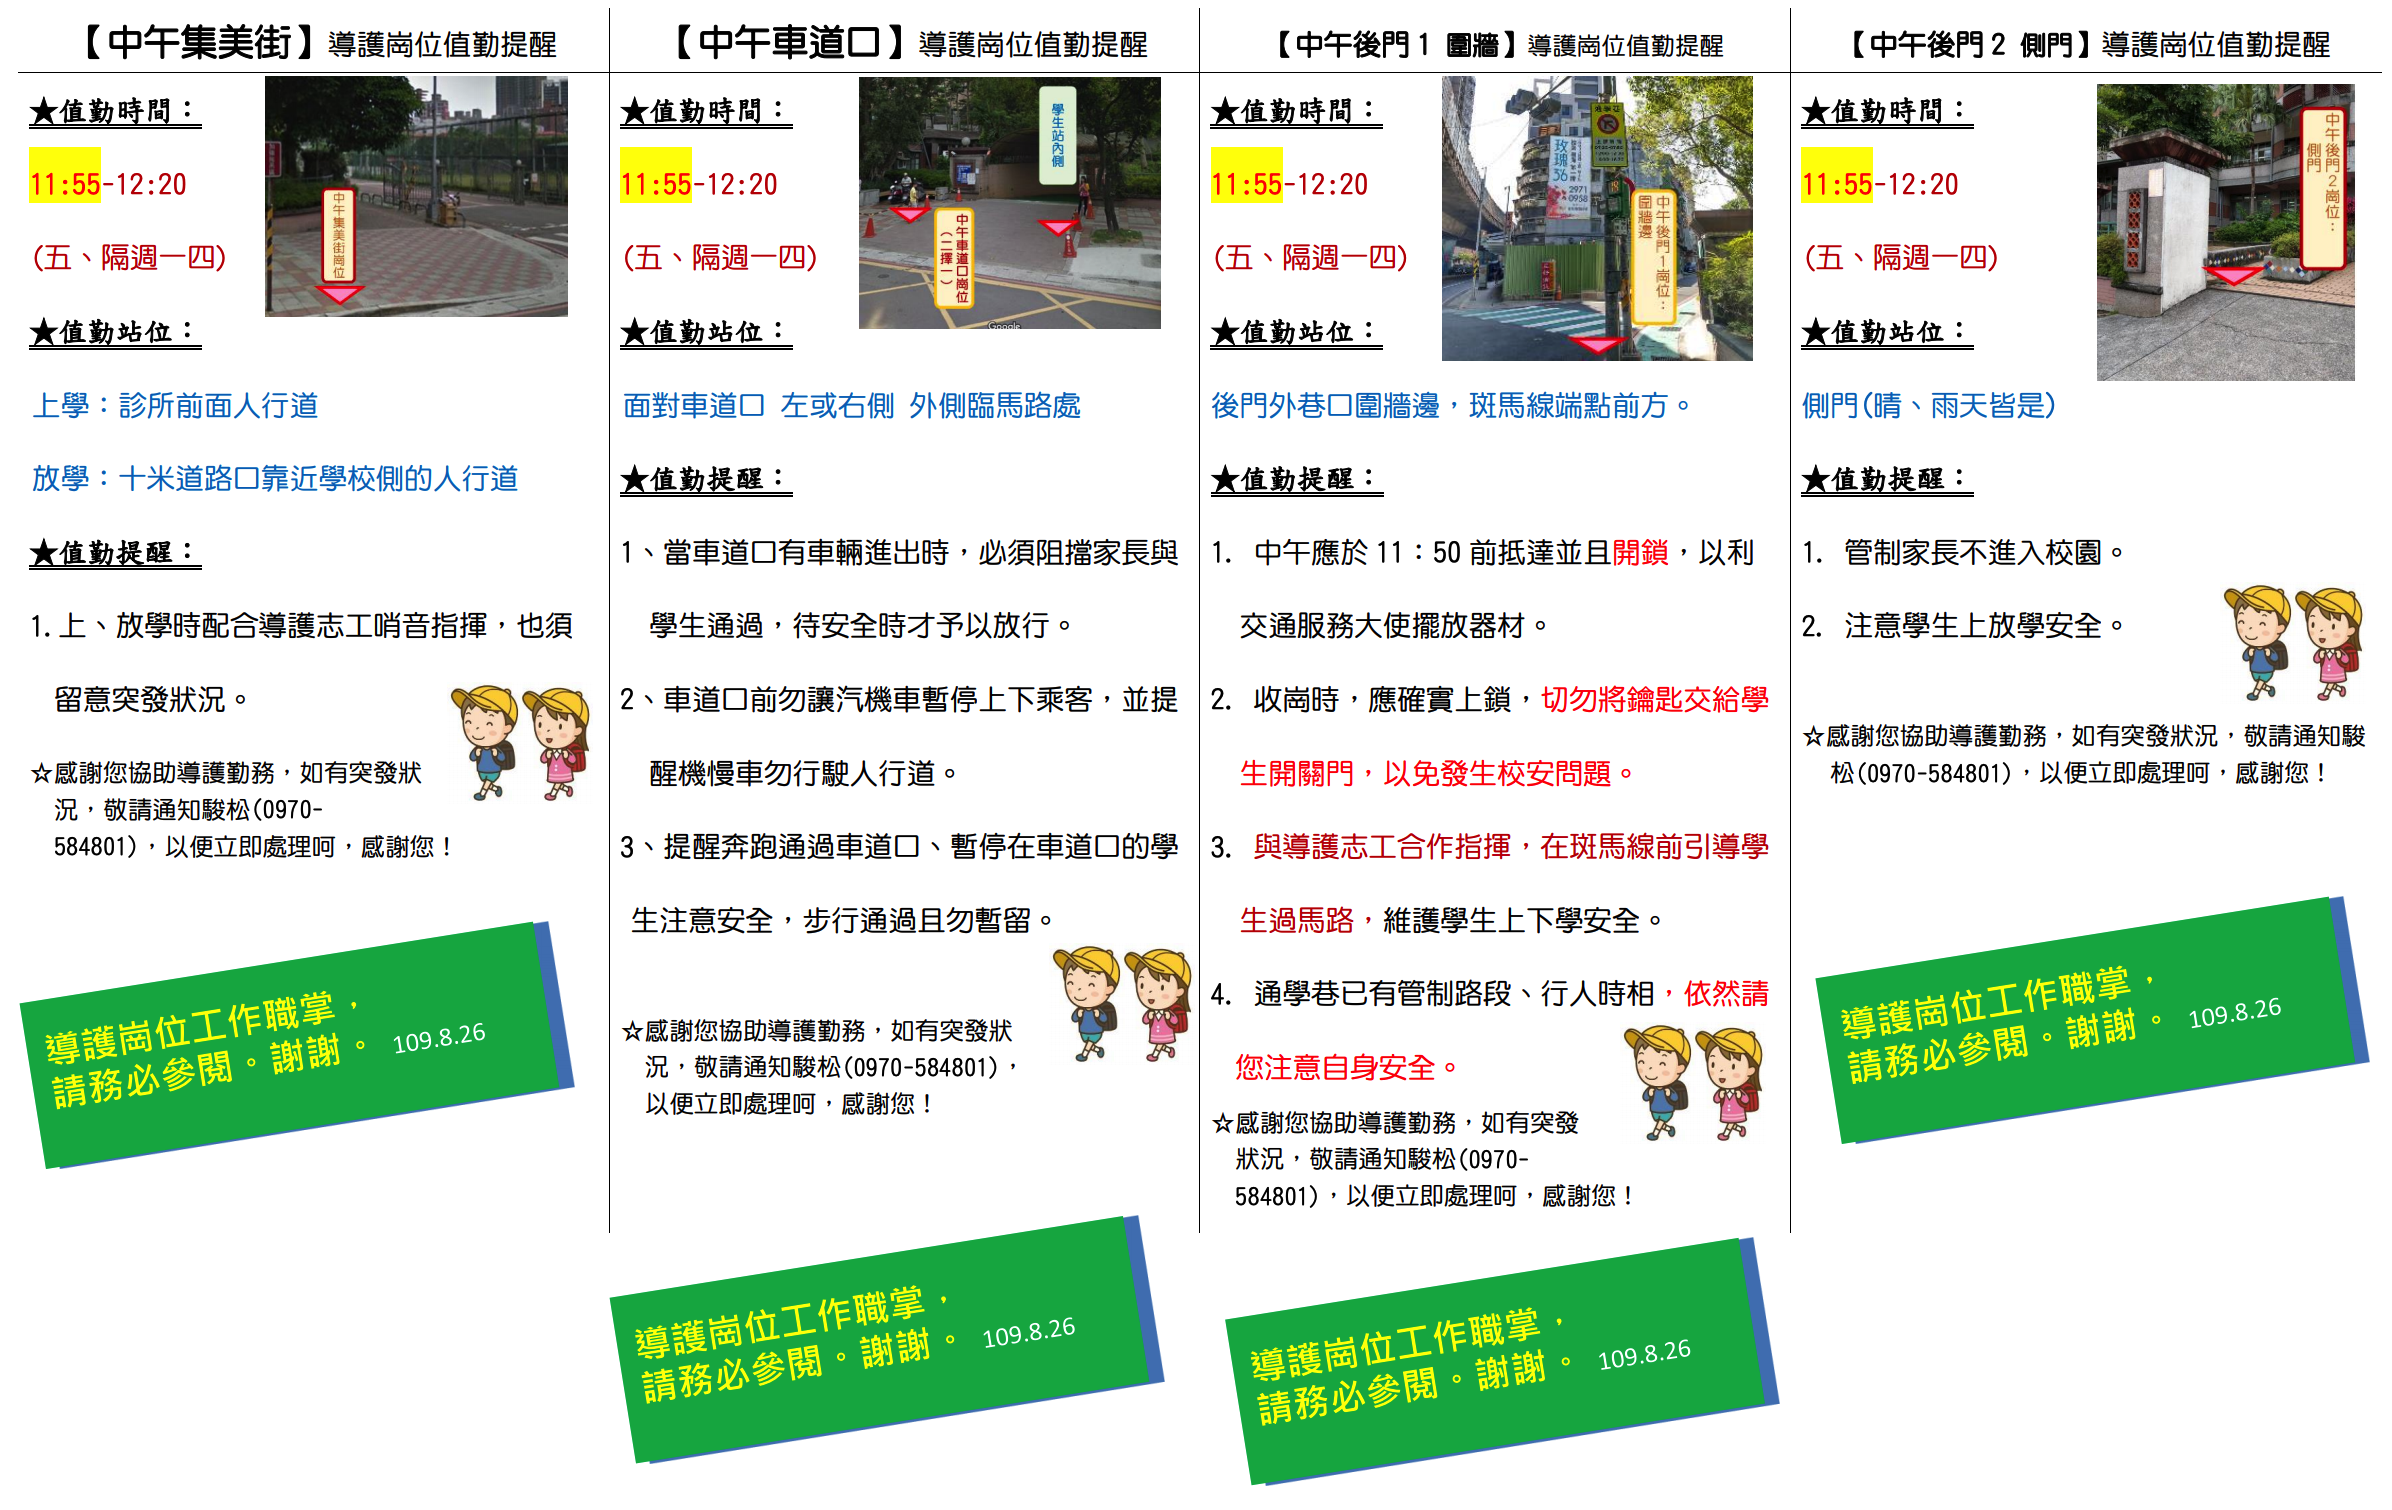 【中午集美街】導護崗位值勤提醒
★值勤時間：
11:55-12:20
(五、隔週一四)
中午集美街崗位
★值勤站位：
上學：診所前面人行道
放學：十米道路口靠近學校側的人行道
★值勤提醒：
1.上、放學時配合導護志工哨音指揮，也須
留意突發狀況。
☆感謝您協助導護勤務，如有突發狀
況，敬請通知駿松(0970-
584801)，以便立即處理呵，感謝您！
導護崗位工作職掌，
請務必參閱。謝謝。 109.8.26
【中午車道口】導護崗位值勤提醒
★值勤時間：
11:55-12:20
(五、隔週一四)
學生站內側
中午車道口崗位
（二擇一）
Google
★值勤站位：
面對車道口 左或右側 外側臨馬路處
★值勤提醒：
1、當車道口有車輛進出時，必須阻擋家長與
學生通過，待安全時才予以放行。
2、車道口前勿讓汽機車暫停上下乘客，並提
醒機慢車勿行駛人行道。
3、提醒奔跑通過車道口、暫停在車道口的學
生注意安全，步行通過且勿暫留。
☆感謝您協助導護勤務，如有突發狀
況，敬請通知駿松(0970-584801)，
以便立即處理呵，感謝您！
導護崗位工作職掌，
請務必參閱。謝謝。 109.8.26
【中午後門1 圍牆】導護崗位值勤提醒
★值勤時間：
11:55-12:20
(五、隔週一四)
玫瑰36
2971
0958
中午後門1崗位：
圍牆邊
★值勤站位：
後門外巷口圍牆邊，斑馬線端點前方。
★值勤提醒：
1. 中午應於 11：50 前抵達並且開鎖，以利
交通服務大使擺放器材。
2. 收崗時，應確實上鎖，切勿將鑰匙交給學
生開關門，以免發生校安問題。
3. 與導護志工合作指揮，在斑馬線前引導學
生過馬路，維護學生上下學安全。
4. 通學巷已有管制路段、行人時相，依然請
您注意自身安全。
☆感謝您協助導護勤務，如有突發
狀況，敬請通知駿松(0970-
584801)，以便立即處理呵，感謝您！
導護崗位工作職掌，
請務必參閱。謝謝。 109.8.26
【中午後門2 側門】導護崗位值勤提醒
★值勤時間：
11:55-12:20
(五、隔週一四)
中午後門2崗位：
側門
★值勤站位：
側門(晴、雨天皆是)
★值勤提醒：
1. 管制家長不進入校園。
2. 注意學生上放學安全。
☆感謝您協助導護勤務，如有突發狀況，敬請通知駿
松(0970-584801)，以便立即處理呵，感謝您！
導護崗位工作職掌，
請務必參閱。謝謝。 109.8.26